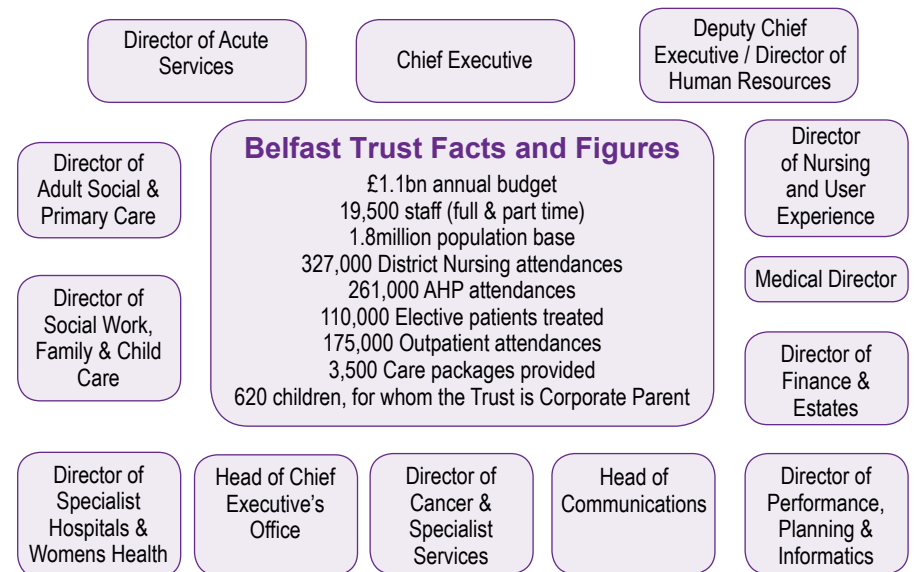 Director of Acute
Services
Chief Executive
Deputy Chief
Executive / Director of
Human Resources
Director of
Adult Social &
Primary Care
Belfast Trust Facts and Figures
£1.1bn annual budget
19,500 staff (full & part time)
1.8million population base
327,000 District Nursing attendances
261,000 AHP attendances
110,000 Elective patients treated
175,000 Outpatient attendances
3,500 Care packages provided
620 children, for whom the Trust is Corporate Parent
Director
of Nursing
and User
Experience
Medical Director
Director of
Social Work,
Family & Child
Care
Director of
Finance &
Estates
Director of
Specialist
Hospitals &
Womens Health
Head of Chief
Executive's
Office
Director of
Cancer &
Specialist
Services
Head of
Communications
Director of
Performance,
Planning &
Informatics